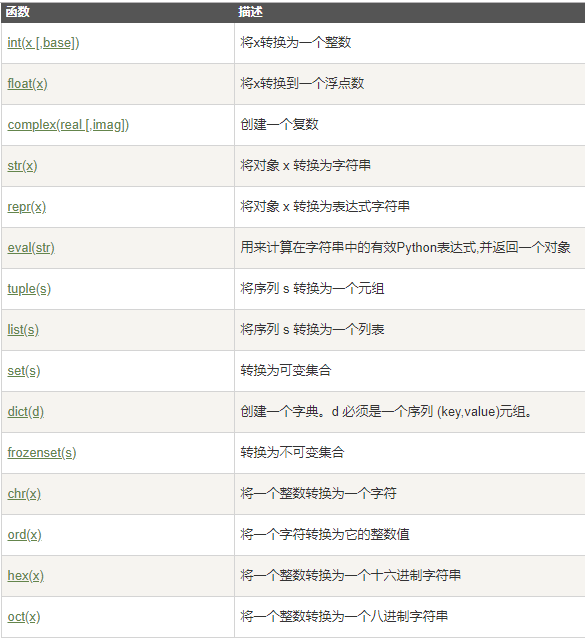 函数 描述
int(x [,base]) 将x转换为一个整数
float(x) 将x转换到一个浮点数
complex(real [,imag]) 创建一个复数
str(x) 将对象 x 转换为字符串
repr(x) 将对象 x 转换为表达式字符串
eval(str) 用来计算在字符串中的有效Python表达式,并返回一个对象
tuple(s) 将序列 s 转换为一个元组
list(s) 将序列 s 转换为一个列表
set(s) 转换为可变集合
dict(d) 创建一个字典。d 必须是一个序列 (key,value)元组。
frozenset(s) 转换为不可变集合
chr(x) 将一个整数转换为一个字符
ord(x) 将一个字符转换为它的整数值
hex(x) 将一个整数转换为一个十六进制字符串
oct(x) 将一个整数转换为一个八进制字符串